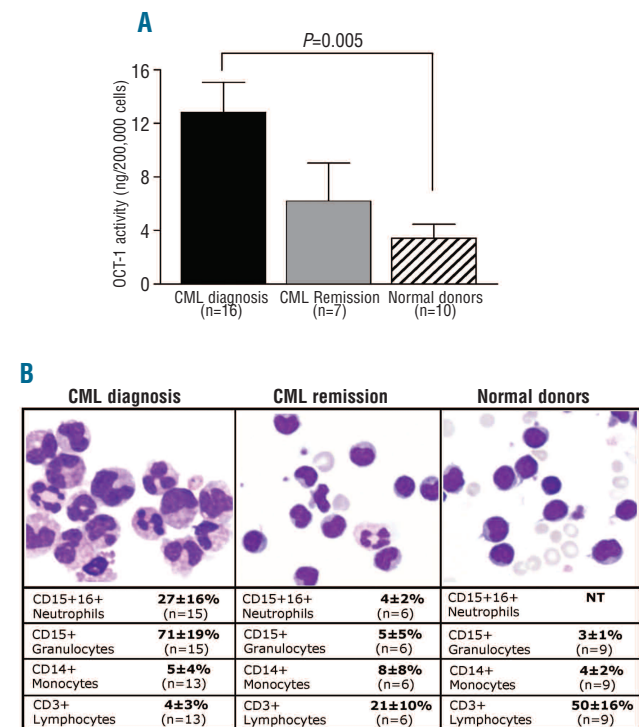 A
P=0.005
OCT-1 activity (ng/200,000 cells)
16
12
8
4
0
CML diagnosis
(n=16)
CML Remission
(n=7)
Normal donors
(n=10)
B
CML diagnosis
CML remission
Normal donors
CD15+16+ 27±16%
Neutrophils (n=15)
CD15+ 71±19%
Granulocytes (n=15)
CD14+ 5±4%
Monocytes (n=13)
CD3+ 4±3%
Lymphocytes (n=13)
CD15+16+ 4±2%
Neutrophils (n=6)
CD15+ 5±5%
Granulocytes (n=6)
CD14+ 8±8%
Monocytes (n=6)
CD3+ 21±10%
Lymphocytes (n=6)
CD15+16+ NT
Neutrophils
CD15+ 3±1%
Granulocytes (n=9)
CD14+ 4±2%
Monocytes (n=9)
CD3+ 50±16%
Lymphocytes (n=9)